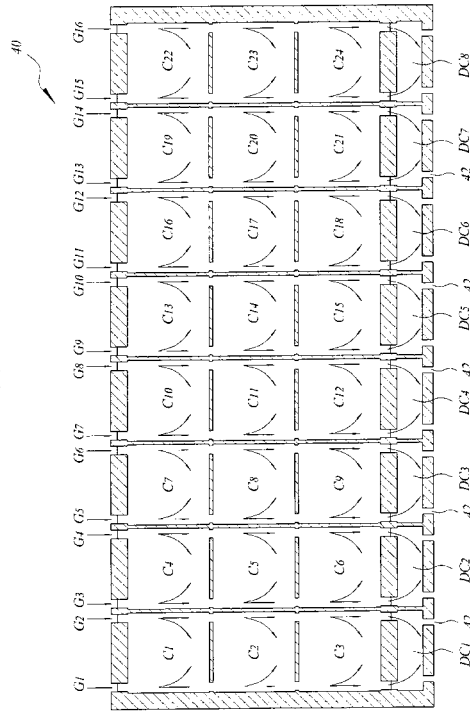 40
G1 G2 G3 G4 G5 G6 G7 G8 G9 G10 G11 G12 G13 G14 G15 G16
C1 C4 C7 C10 C13 C16 C19 C22
C2 C5 C8 C11 C14 C17 C20 C23
C3 C6 C9 C12 C15 C18 C21 C24
DC1 42 DC2 42 DC3 DC4 42 DC5 42 DC6 42 DC7 DC8